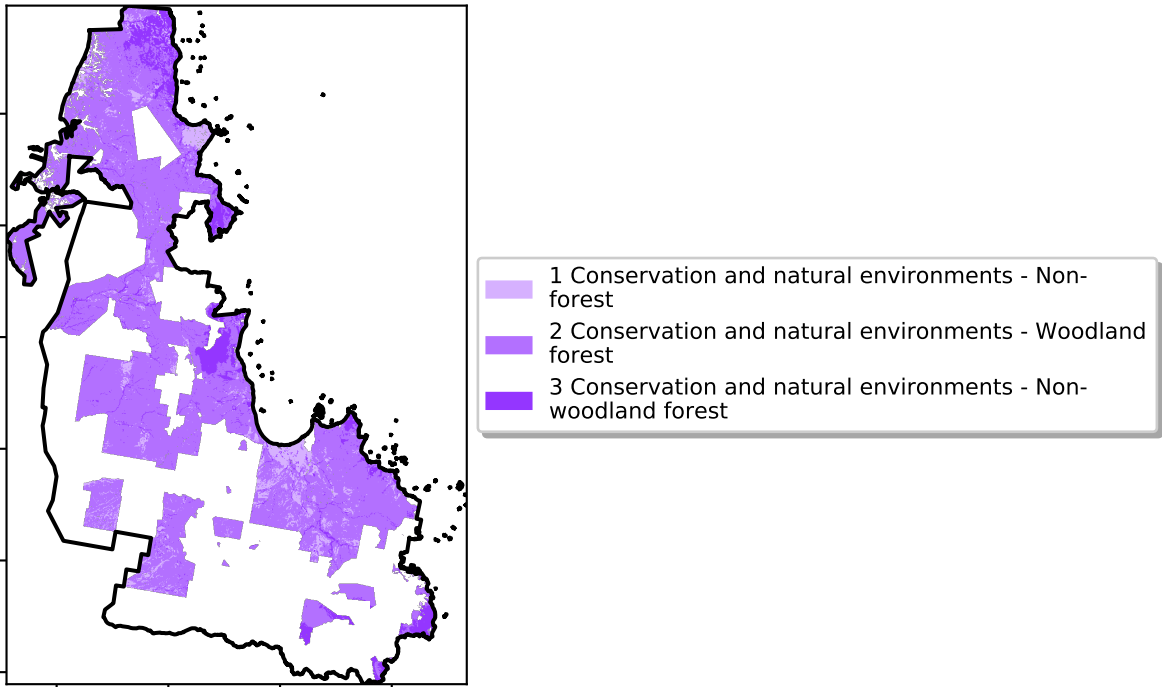 1 Conservation and natural environments - Non-
forest
2 Conservation and natural environments - Woodland
forest
3 Conservation and natural environments - Non-
woodland forest